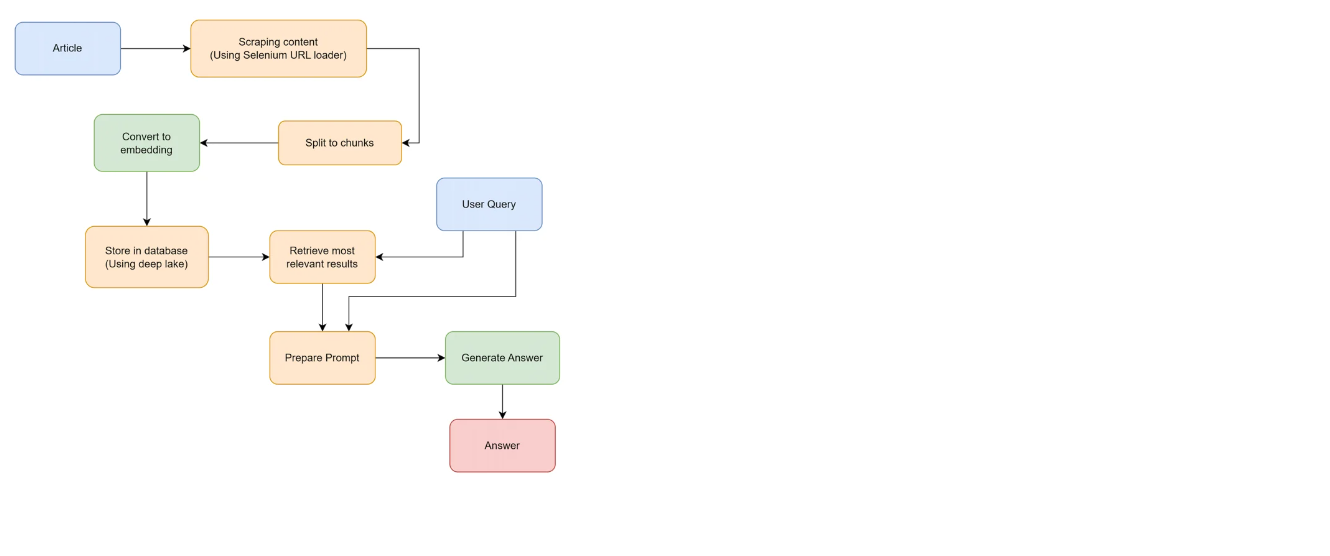 Article
Scraping content
(Using Selenium URL loader)
Convert to
embedding
Split to chunks
User Query
Store in database
(Using deep lake)
Retrieve most
relevant results
Prepare Prompt
Generate Answer
Answer